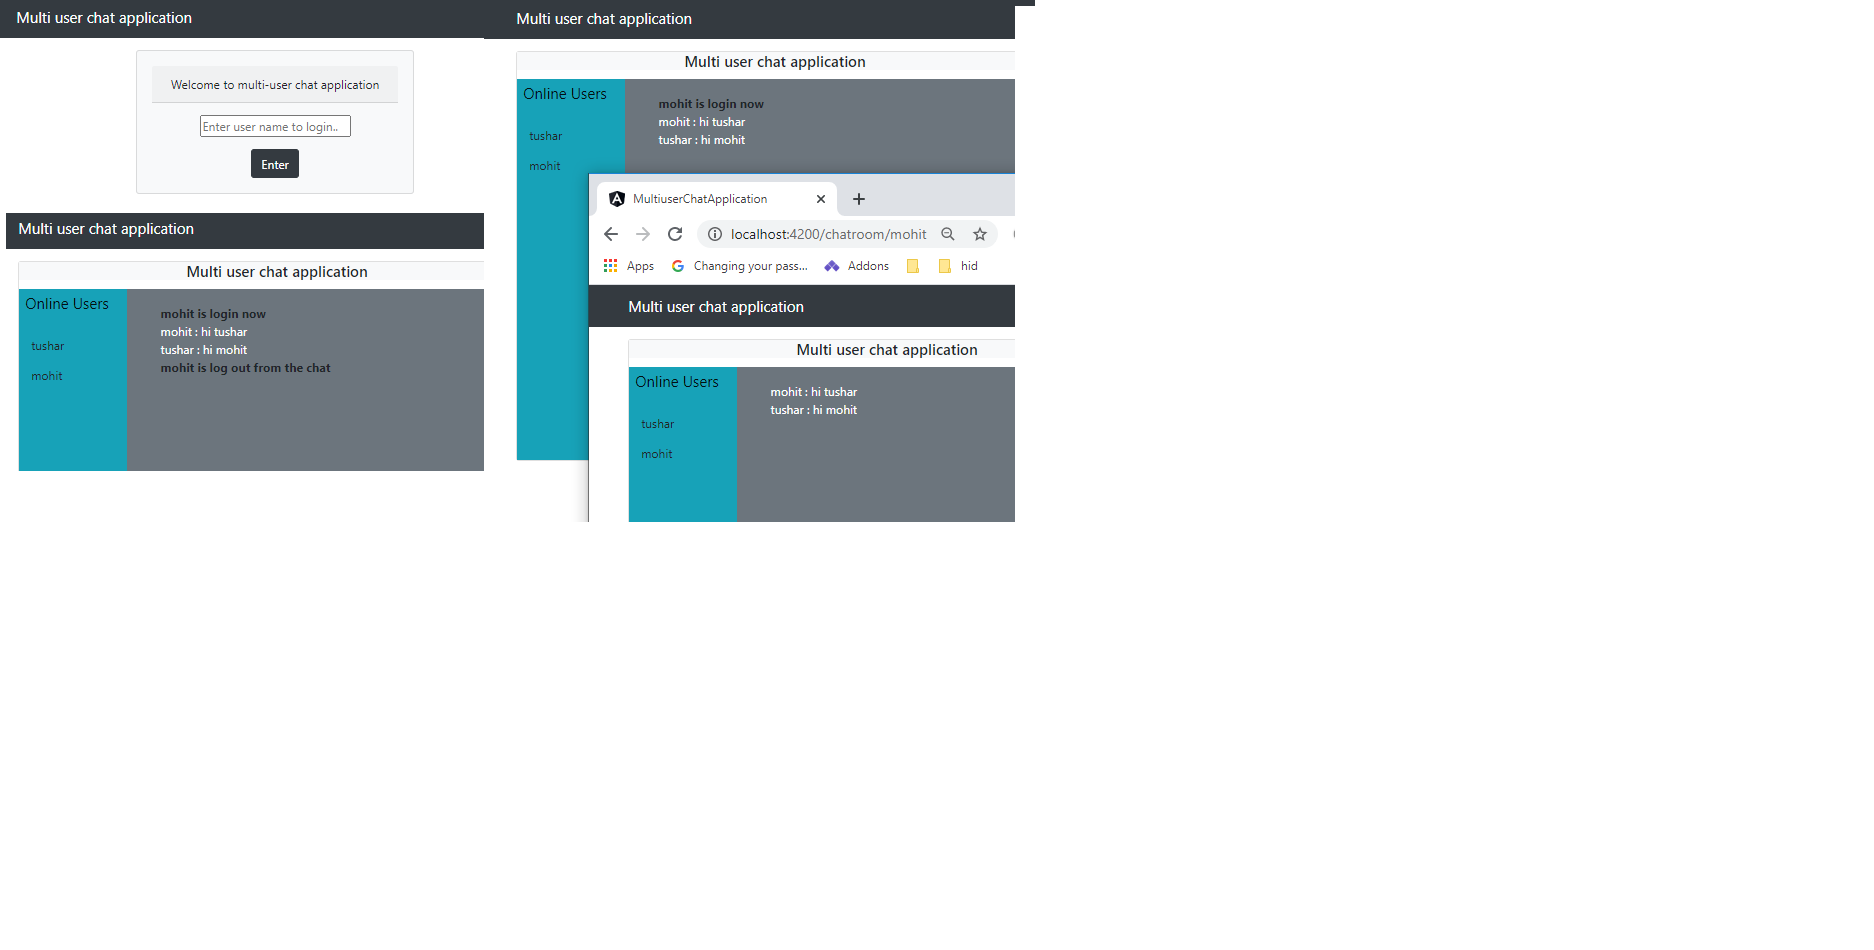 Multi user chat application
Welcome to multi-user chat application
Enter user name to login..
Enter
Multi user chat application
Multi user chat application
Online Users
tushar
mohit
mohit is login now
mohit : hi tushar
tushar : hi mohit
mohit is log out from the chat
Multi user chat application
Multi user chat application
Online Users
tushar
mohit
mohit is login now
mohit : hi tushar
tushar : hi mohit
MultiuserChatApplication
localhost:4200/chatroom/mohit
Apps Changing your pass... Addons hid
Multi user chat application
Multi user chat application
Online Users
tushar
mohit
mohit : hi tushar
tushar : hi mohit